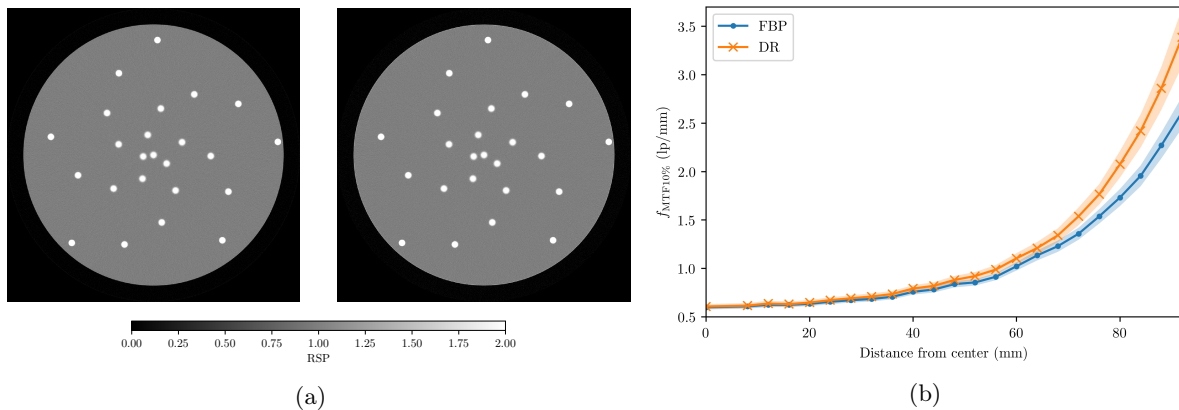 0.00 0.25 0.50 0.75 1.00 1.25 1.50 1.75 2.00
RSP
(a)
FBP
DR
3.5
3.0
2.5
2.0
1.5
1.0
0.5
f_MTF10% (lp/mm)
0 20 40 60 80
Distance from center (mm)
(b)